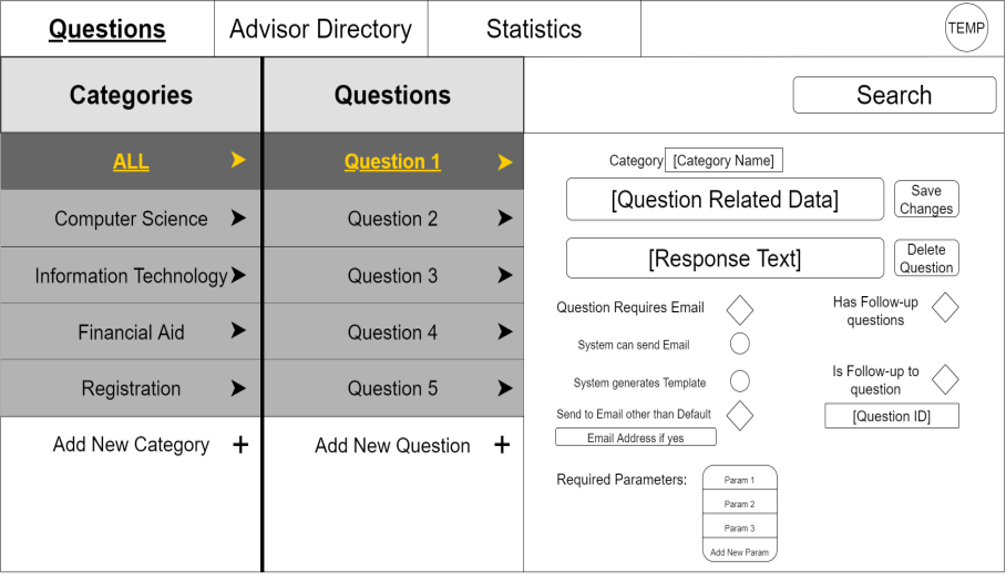 Questions
Advisor Directory
Statistics
TEMP
Categories
Questions
Search
ALL
Question 1
Computer Science
Question 2
Information Technology
Question 3
Financial Aid
Question 4
Registration
Question 5
Add New Category +
Add New Question +
Category [Category Name]
[Question Related Data]
Save
Changes
[Response Text]
Delete
Question
Question Requires Email
Has Follow-up
questions
System can send Email
System generates Template
Is Follow-up to
question
Send to Email other than Default
[Question ID]
Email Address if yes
Required Parameters:
Param 1
Param 2
Param 3
Add New Param